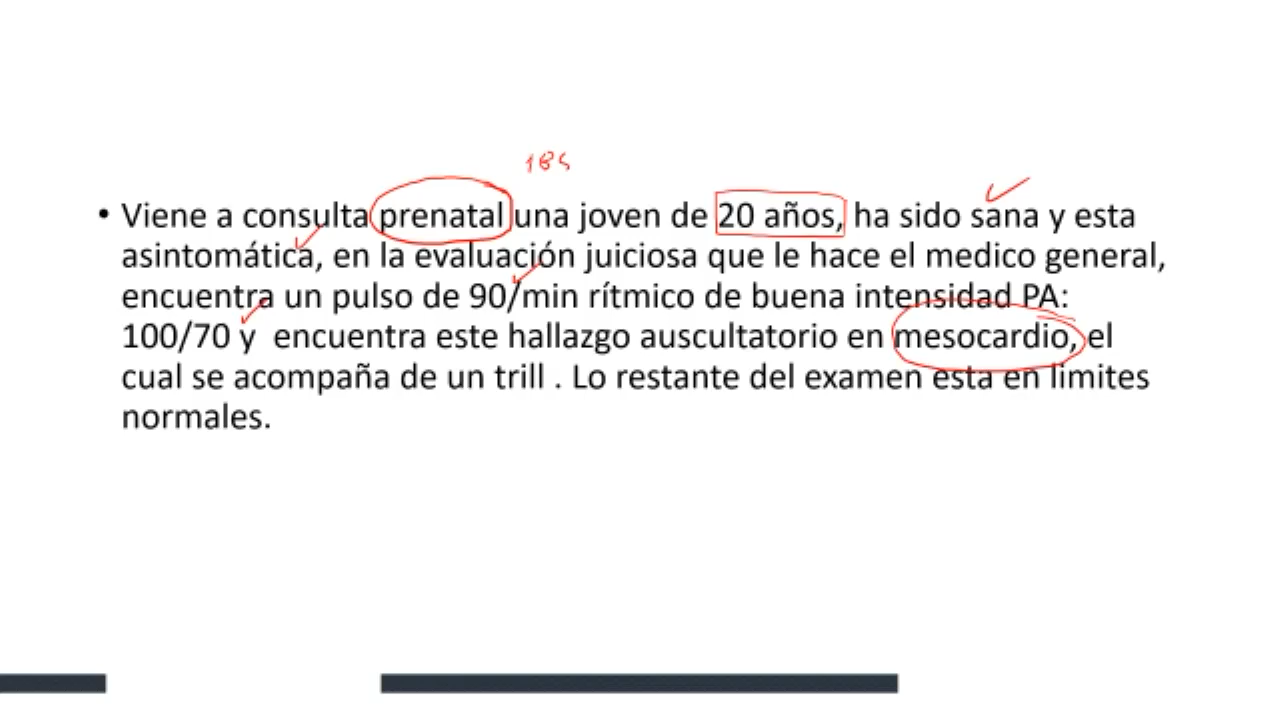 • Viene a consulta prenatal una joven de 20 años, ha sido sana y esta
asintomática, en la evaluación juiciosa que le hace el medico general,
encuentra un pulso de 90/min rítmico de buena intensidad PA:
100/70 y encuentra este hallazgo auscultatorio en mesocardio, el
cual se acompaña de un trill . Lo restante del examen esta en limites
normales.